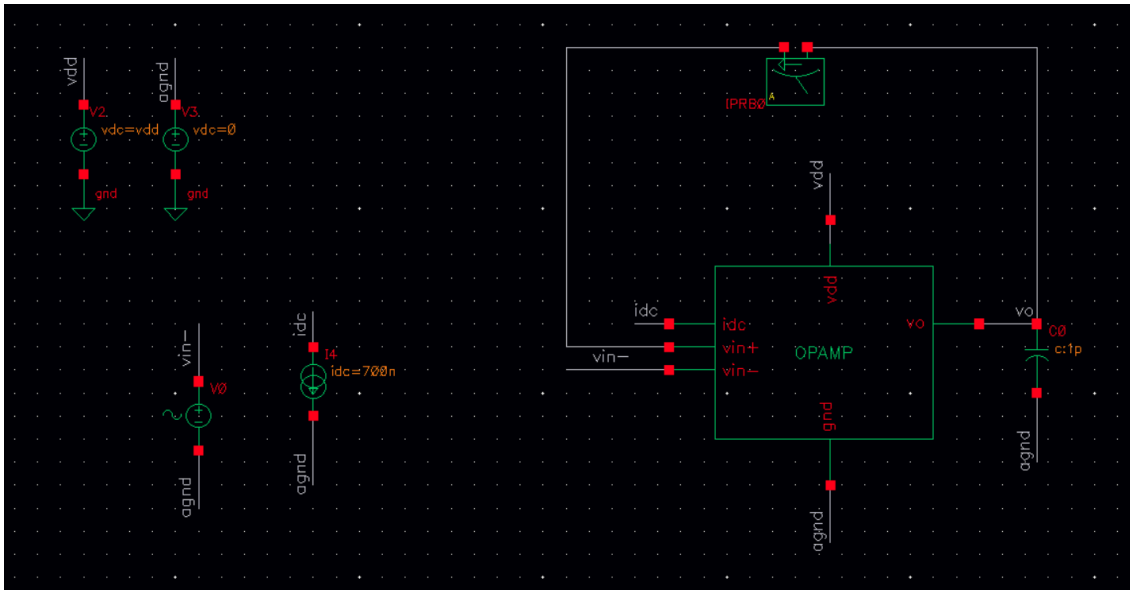 vdd
agnd
V2
vdc=vdd
V3
vdc=0
gnd
gnd
IPRB0
A
vdd
vin-
V0
agnd
idc
I4
idc=700n
agnd
idc
vin-
idc
vin+
vin-
vdd
OPAMP
gnd
vo
vo
C0
c:1p
agnd
agnd